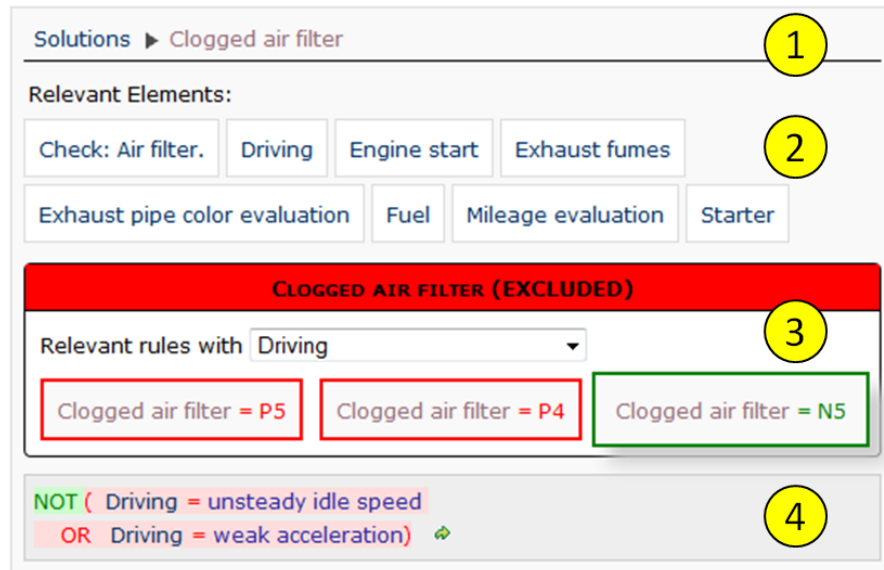 Solutions ▶ Clogged air filter
1
Relevant Elements:
Check: Air filter. Driving Engine start Exhaust fumes
2
Exhaust pipe color evaluation Fuel Mileage evaluation Starter
CLOGGED AIR FILTER (EXCLUDED)
3
Relevant rules with Driving
Clogged air filter = P5 Clogged air filter = P4 Clogged air filter = N5
NOT ( Driving = unsteady idle speed
OR Driving = weak acceleration)
4